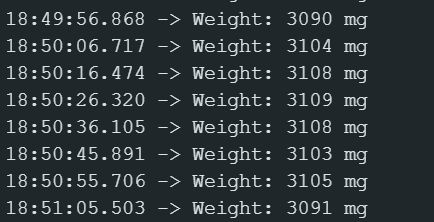 18:49:56.868 -> Weight: 3090 mg
18:50:06.717 -> Weight: 3104 mg
18:50:16.474 -> Weight: 3108 mg
18:50:26.320 -> Weight: 3109 mg
18:50:36.105 -> Weight: 3108 mg
18:50:45.891 -> Weight: 3103 mg
18:50:55.706 -> Weight: 3105 mg
18:51:05.503 -> Weight: 3091 mg